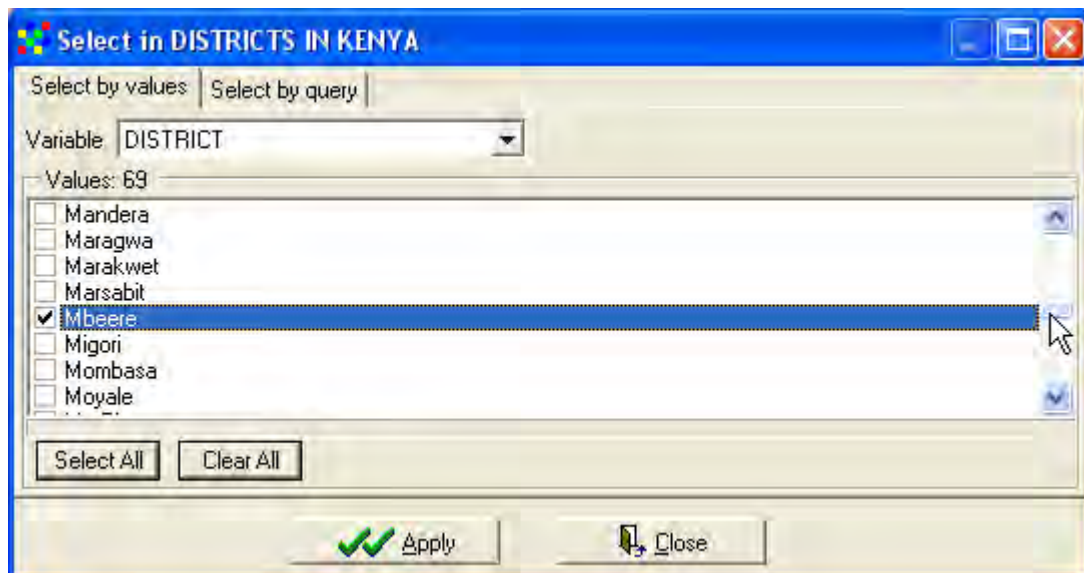 Select in DISTRICTS IN KENYA
Select by values Select by query
Variable DISTRICT
Values: 69
Mandera
Maragwa
Marakwet
Marsabit
Mbeere
Migori
Mombasa
Moyale
Select All Clear All
Apply Close